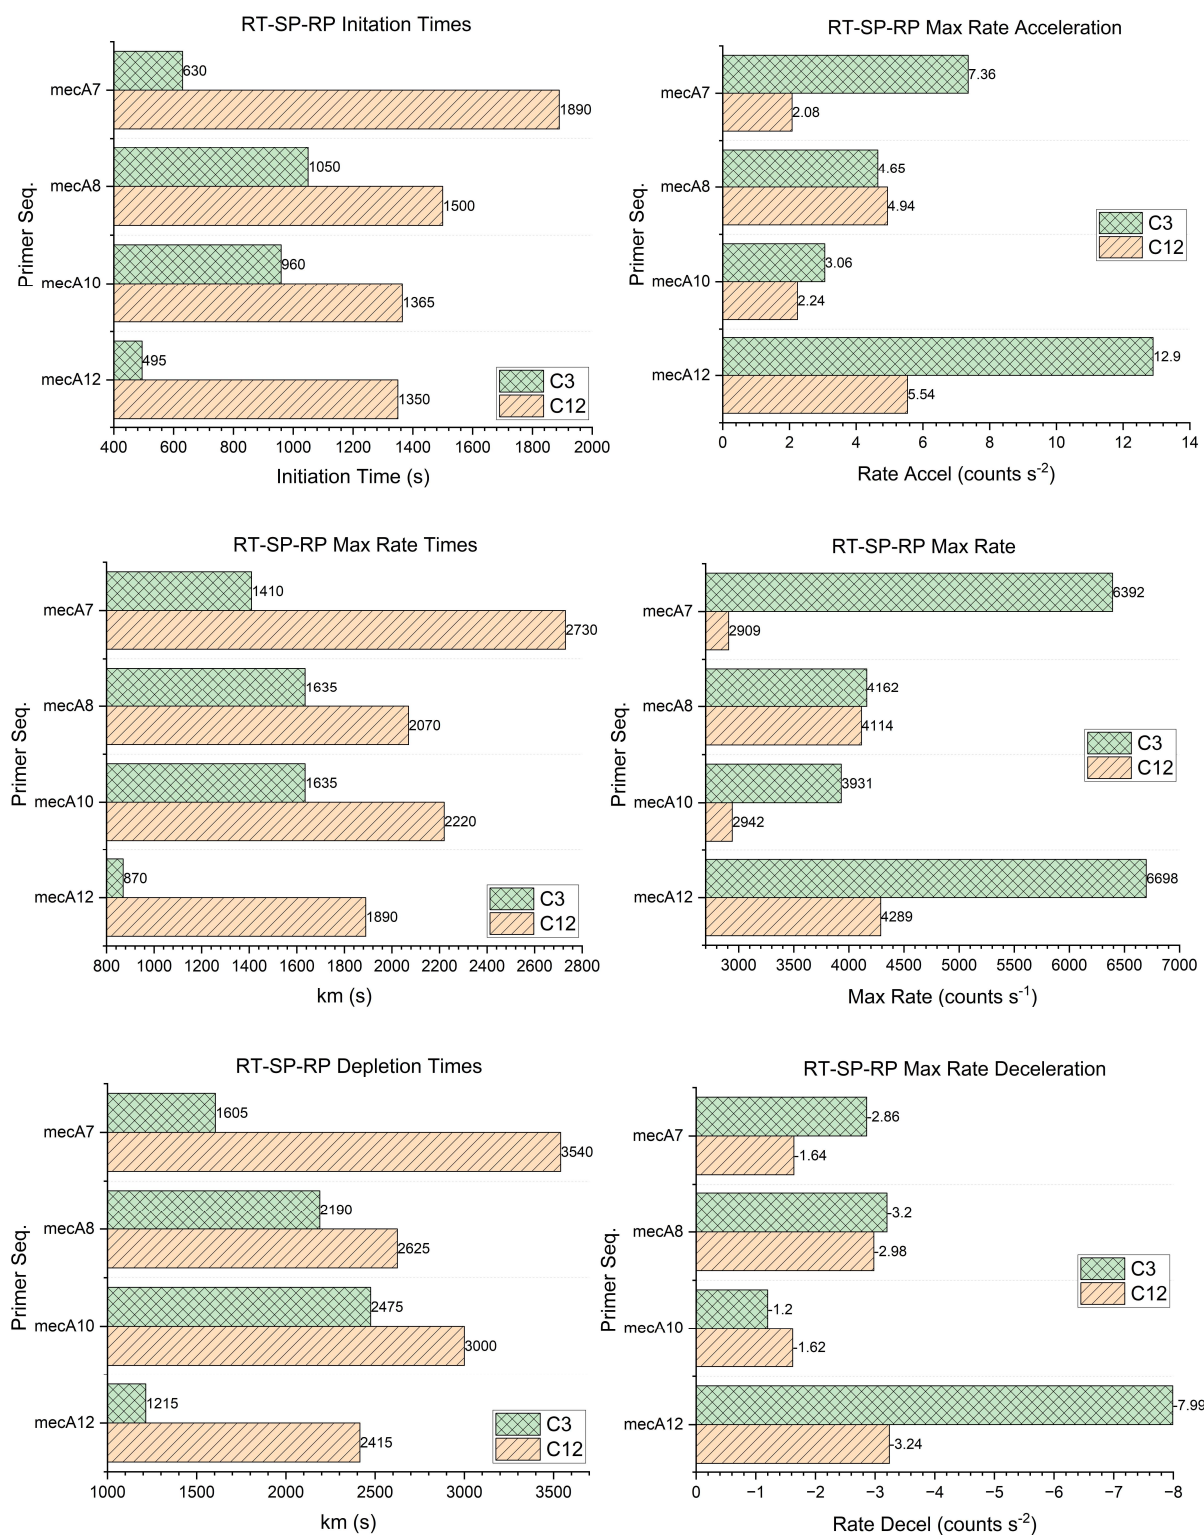 RT-SP-RP Initation Times
Primer Seq.
mecA7
630
1890
mecA8
1050
1500
mecA10
960
1365
mecA12
495
1350
C3
C12
400 600 800 1000 1200 1400 1600 1800 2000
Initiation Time (s)
RT-SP-RP Max Rate Acceleration
Primer Seq.
mecA7
7.36
2.08
mecA8
4.65
4.94
mecA10
3.06
2.24
mecA12
12.9
5.54
C3
C12
0 2 4 6 8 10 12 14
Rate Accel (counts s-2)
RT-SP-RP Max Rate Times
Primer Seq.
mecA7
1410
2730
mecA8
1635
2070
mecA10
1635
2220
mecA12
870
1890
C3
C12
800 1000 1200 1400 1600 1800 2000 2200 2400 2600 2800
km (s)
RT-SP-RP Max Rate
Primer Seq.
mecA7
6392
2909
mecA8
4162
4114
mecA10
3931
2942
mecA12
6698
4289
C3
C12
3000 3500 4000 4500 5000 5500 6000 6500 7000
Max Rate (counts s-1)
RT-SP-RP Depletion Times
Primer Seq.
mecA7
1605
3540
mecA8
2190
2625
mecA10
2475
3000
mecA12
1215
2415
C3
C12
1000 1500 2000 2500 3000 3500
km (s)
RT-SP-RP Max Rate Deceleration
Primer Seq.
mecA7
-2.86
-1.64
mecA8
-3.2
-2.98
mecA10
-1.2
-1.62
mecA12
-7.99
-3.24
C3
C12
0 −1 −2 −3 −4 −5 −6 −7 −8
Rate Decel (counts s-2)